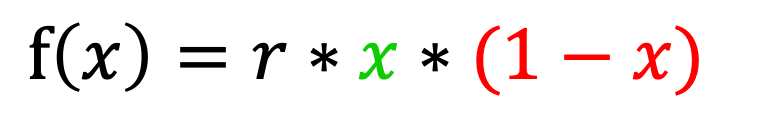 f(x) = r * x * (1 − x)